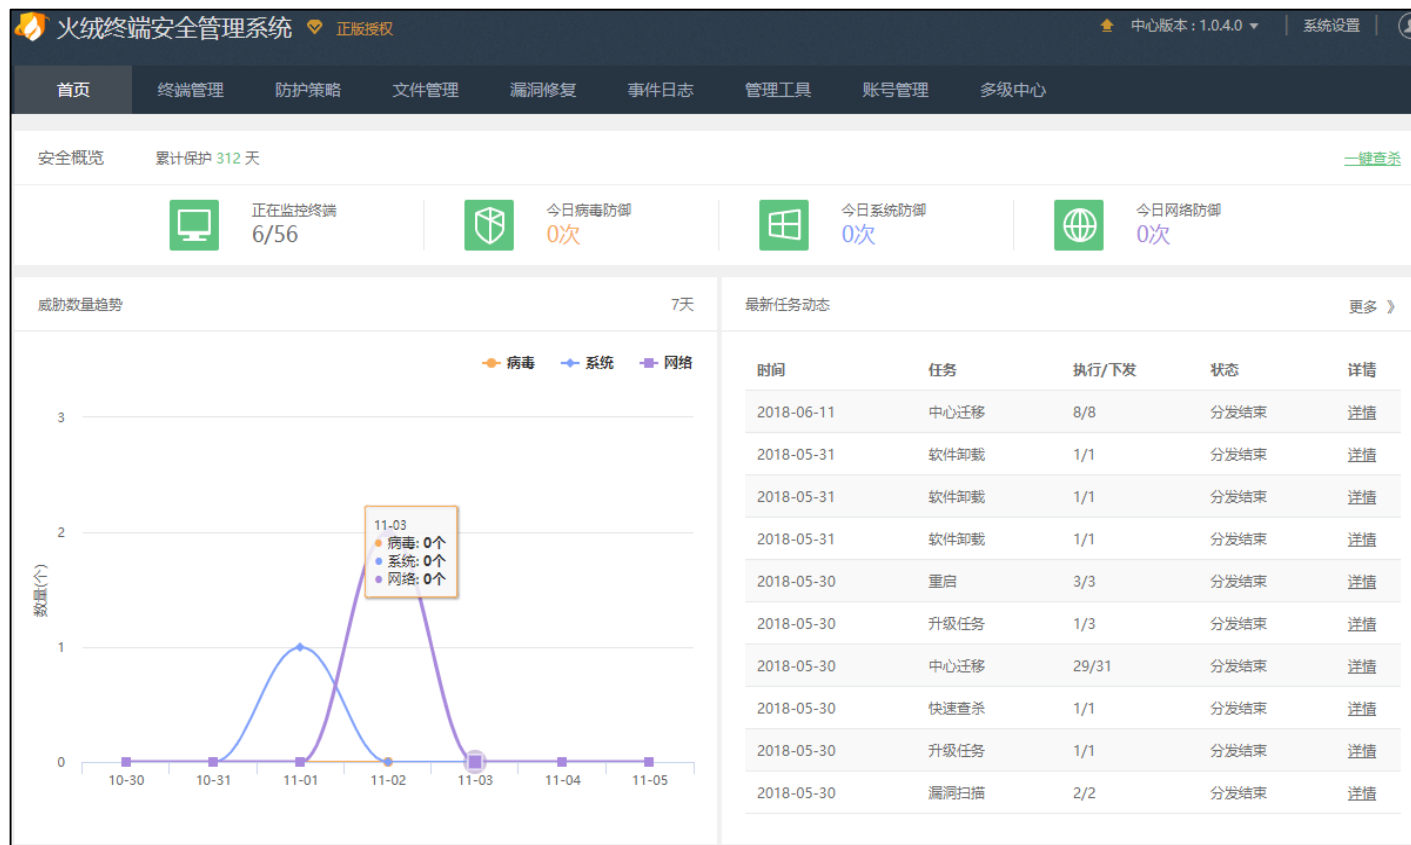 火绒终端安全管理系统 正版授权 中心版本：1.0.4.0 系统设置
首页 终端管理 防护策略 文件管理 漏洞修复 事件日志 管理工具 账号管理 多级中心
安全概览 累计保护 312 天 一键查杀
正在监控终端 今日病毒防御 今日系统防御 今日网络防御
6/56 0次 0次 0次
威胁数量趋势 7天
病毒 系统 网络
3
2
1
0
数量(个)
11-03
病毒: 0个
系统: 0个
网络: 0个
10-30 10-31 11-01 11-02 11-03 11-04 11-05
最新任务动态 更多 》
时间 任务 执行/下发 状态 详情
2018-06-11 中心迁移 8/8 分发结束 详情
2018-05-31 软件卸载 1/1 分发结束 详情
2018-05-31 软件卸载 1/1 分发结束 详情
2018-05-31 软件卸载 1/1 分发结束 详情
2018-05-30 重启 3/3 分发结束 详情
2018-05-30 升级任务 1/3 分发结束 详情
2018-05-30 中心迁移 29/31 分发结束 详情
2018-05-30 快速查杀 1/1 分发结束 详情
2018-05-30 升级任务 1/1 分发结束 详情
2018-05-30 漏洞扫描 2/2 分发结束 详情